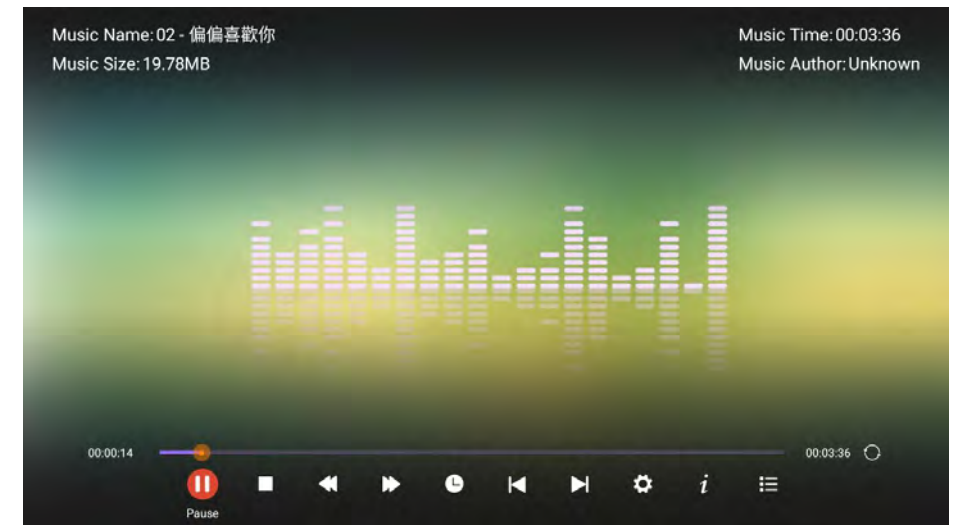 Music Name: 02 - 偏偏喜歡你
Music Time: 00:03:36
Music Size: 19.78MB
Music Author: Unknown
00:00:14
00:03:36
Pause